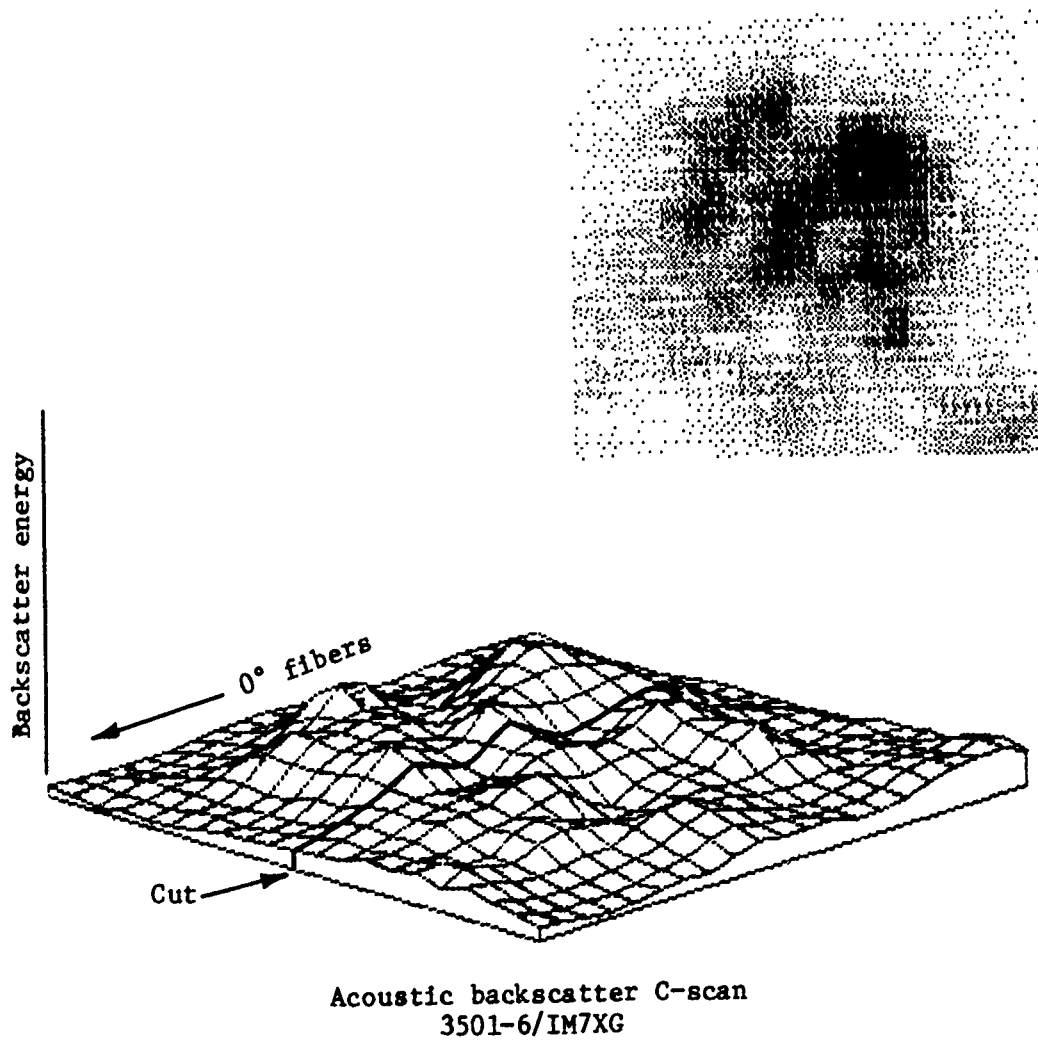 Backscatter energy
0° fibers
Cut
Acoustic backscatter C-scan
3501-6/IM7XG